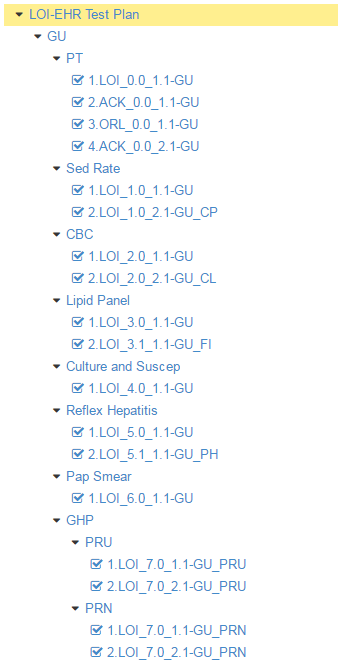 LOI-EHR Test Plan
GU
PT
1.LOI_0.0_1.1-GU
2.ACK_0.0_1.1-GU
3.ORL_0.0_1.1-GU
4.ACK_0.0_2.1-GU
Sed Rate
1.LOI_1.0_1.1-GU
2.LOI_1.0_2.1-GU_CP
CBC
1.LOI_2.0_1.1-GU
2.LOI_2.0_2.1-GU_CL
Lipid Panel
1.LOI_3.0_1.1-GU
2.LOI_3.1_1.1-GU_FI
Culture and Suscep
1.LOI_4.0_1.1-GU
Reflex Hepatitis
1.LOI_5.0_1.1-GU
2.LOI_5.1_1.1-GU_PH
Pap Smear
1.LOI_6.0_1.1-GU
GHP
PRU
1.LOI_7.0_1.1-GU_PRU
2.LOI_7.0_2.1-GU_PRU
PRN
1.LOI_7.0_1.1-GU_PRN
2.LOI_7.0_2.1-GU_PRN